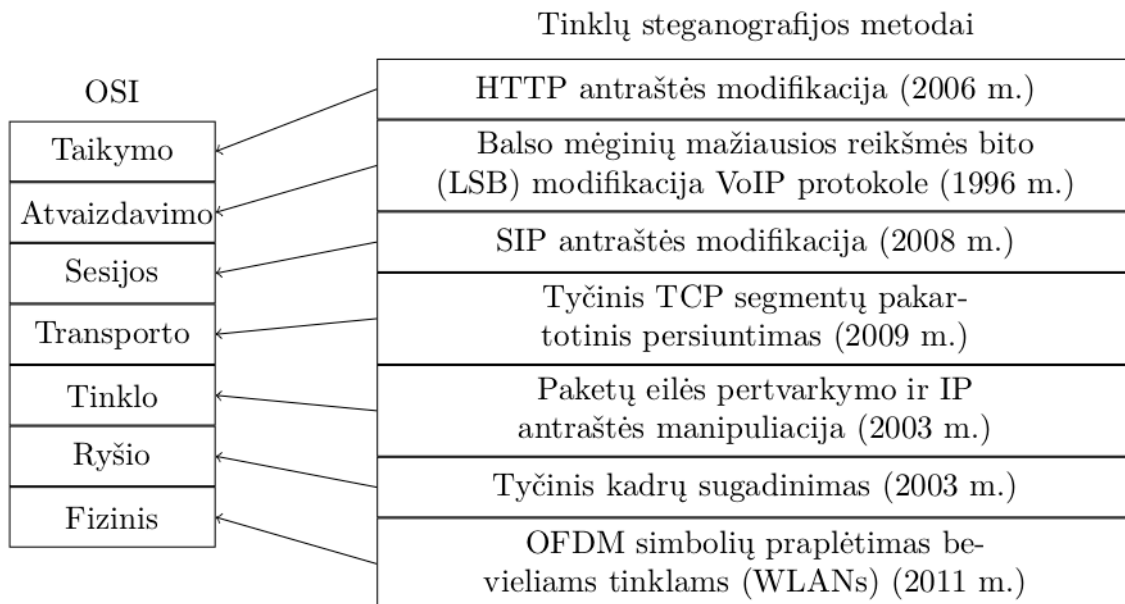 Tinklų steganografijos metodai
OSI
Taikymo
Atvaizdavimo
Sesijos
Transporto
Tinklo
Ryšio
Fizinis
HTTP antraštės modifikacija (2006 m.)
Balso mėginių mažiausios reikšmės bito
(LSB) modifikacija VoIP protokole (1996 m.)
SIP antraštės modifikacija (2008 m.)
Tyčinis TCP segmentų pakar-
totinis persiuntimas (2009 m.)
Paketų eilės pertvarkymo ir IP
antraštės manipuliacija (2003 m.)
Tyčinis kadrų sugadinimas (2003 m.)
OFDM simbolių praplėtimas be-
vieliams tinklams (WLANs) (2011 m.)